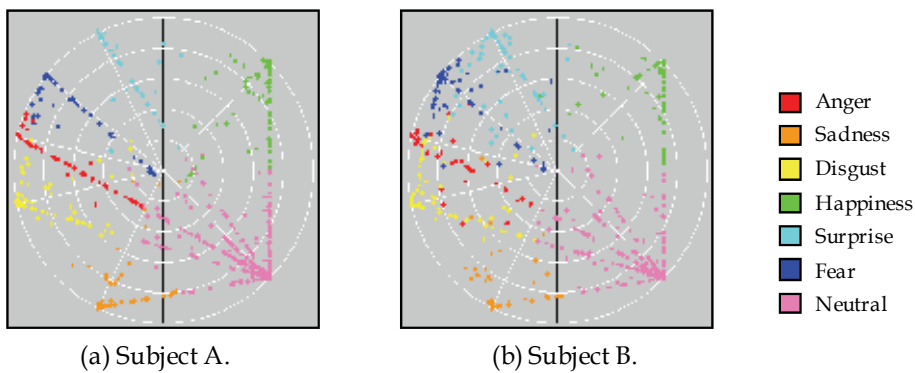 Anger
Sadness
Disgust
Happiness
Surprise
Fear
Neutral
(a) Subject A.
(b) Subject B.